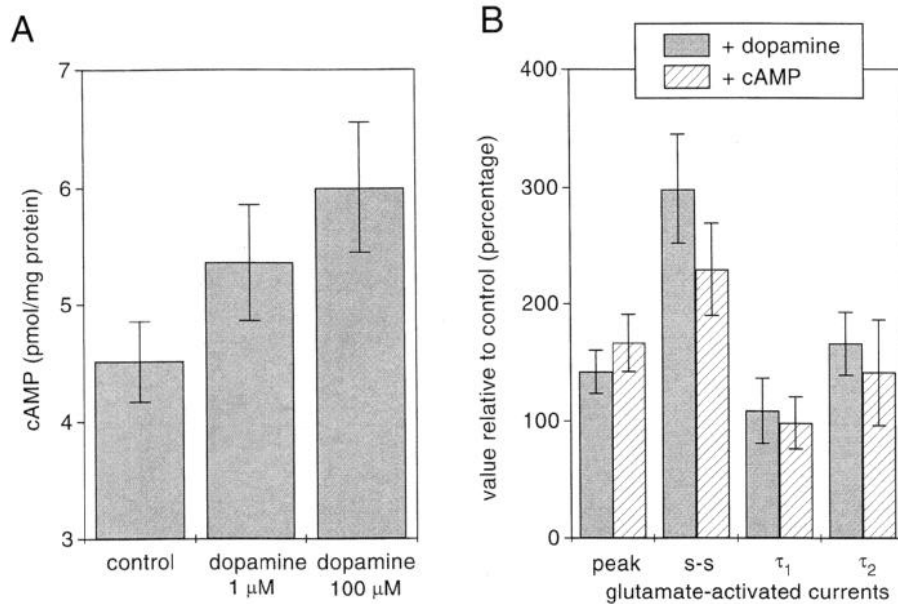 A
7
6
5
4
3
cAMP (pmol/mg protein)
control
dopamine
1 µM
dopamine
100 µM
B
+ dopamine
+ cAMP
400
300
200
100
0
value relative to control (percentage)
peak
s-s
τ1
τ2
glutamate-activated currents